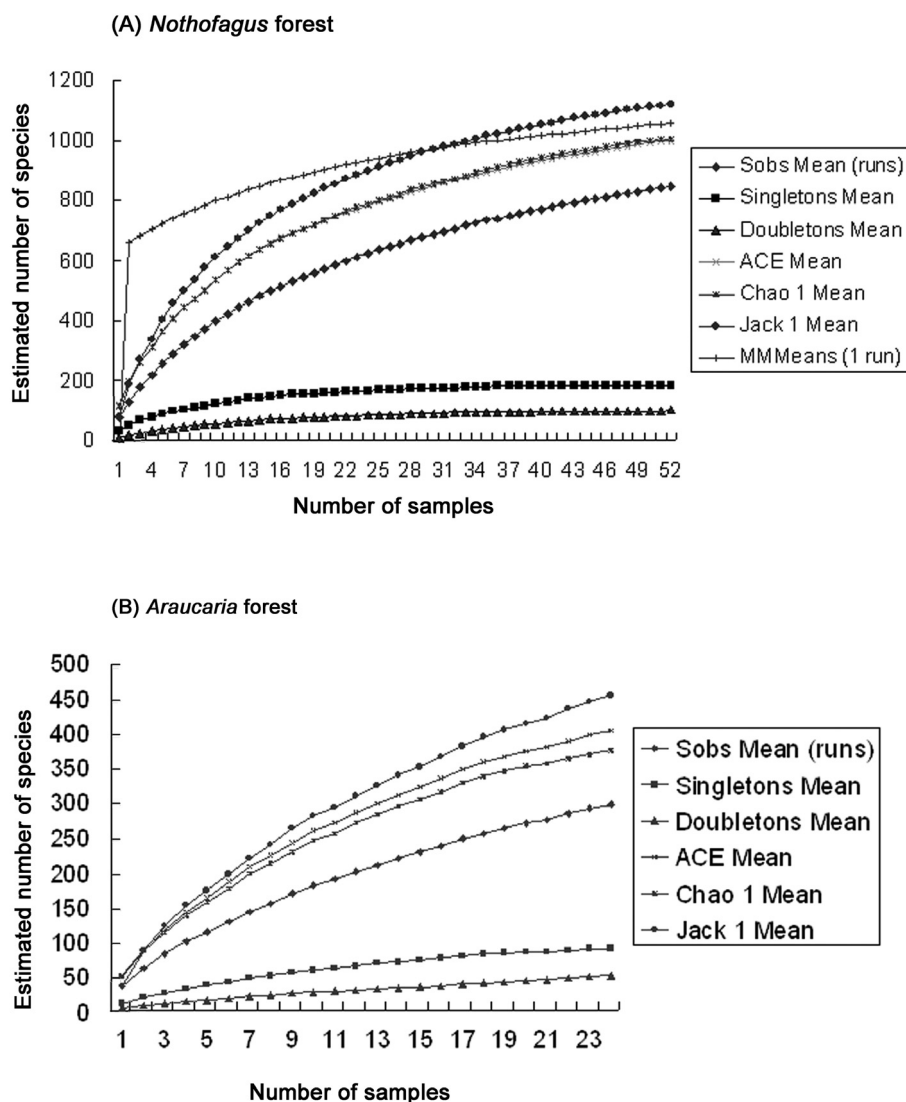 (A) Nothofagus forest
Estimated number of species
1200
1000
800
600
400
200
0
1 4 7 10 13 16 19 22 25 28 31 34 37 40 43 46 49 52
Number of samples
Sobs Mean (runs)
Singletons Mean
Doubletons Mean
ACE Mean
Chao 1 Mean
Jack 1 Mean
MMMeans (1 run)
(B) Araucaria forest
Estimated number of species
500
450
400
350
300
250
200
150
100
50
0
1 3 5 7 9 11 13 15 17 19 21 23
Number of samples
Sobs Mean (runs)
Singletons Mean
Doubletons Mean
ACE Mean
Chao 1 Mean
Jack 1 Mean